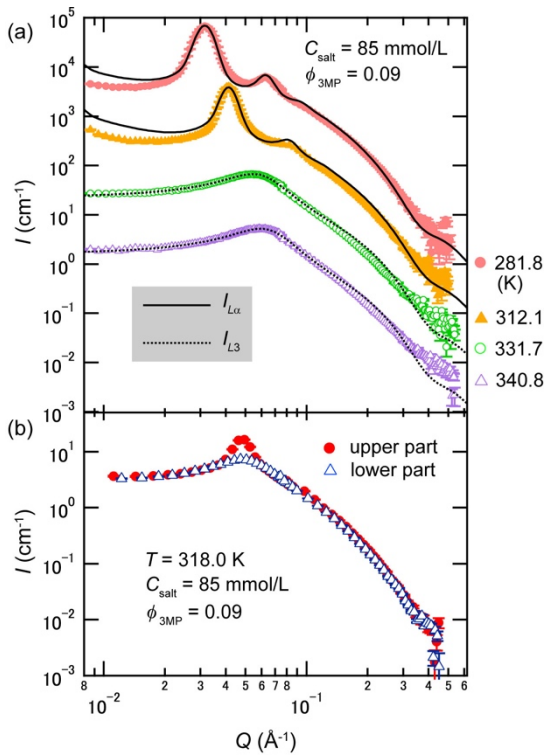 (a)
C_salt = 85 mmol/L
ϕ_3MP = 0.09
10^5
10^4
10^3
10^2
10^1
10^0
10^-1
10^-2
10^-3
I (cm^-1)
I_Lα
I_L3
281.8
(K)
312.1
331.7
340.8
(b)
upper part
lower part
T = 318.0 K
C_salt = 85 mmol/L
ϕ_3MP = 0.09
10^1
10^0
10^-1
10^-2
10^-3
I (cm^-1)
8 10^-2 2 3 4 5 6 7 8 10^-1 2 3 4 5 6
Q (Å^-1)